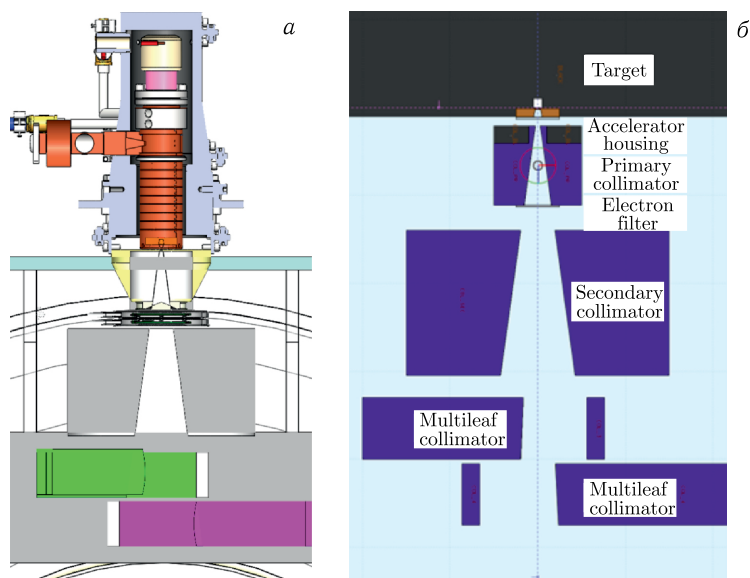 а
б
Target
Accelerator
housing
Primary
collimator
Electron
filter
Secondary
collimator
Multileaf
collimator
Multileaf
collimator